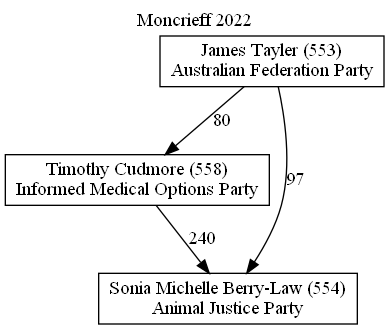 Moncrieff 2022
James Tayler (553)
Australian Federation Party
80
Timothy Cudmore (558)
Informed Medical Options Party
97
240
Sonia Michelle Berry-Law (554)
Animal Justice Party